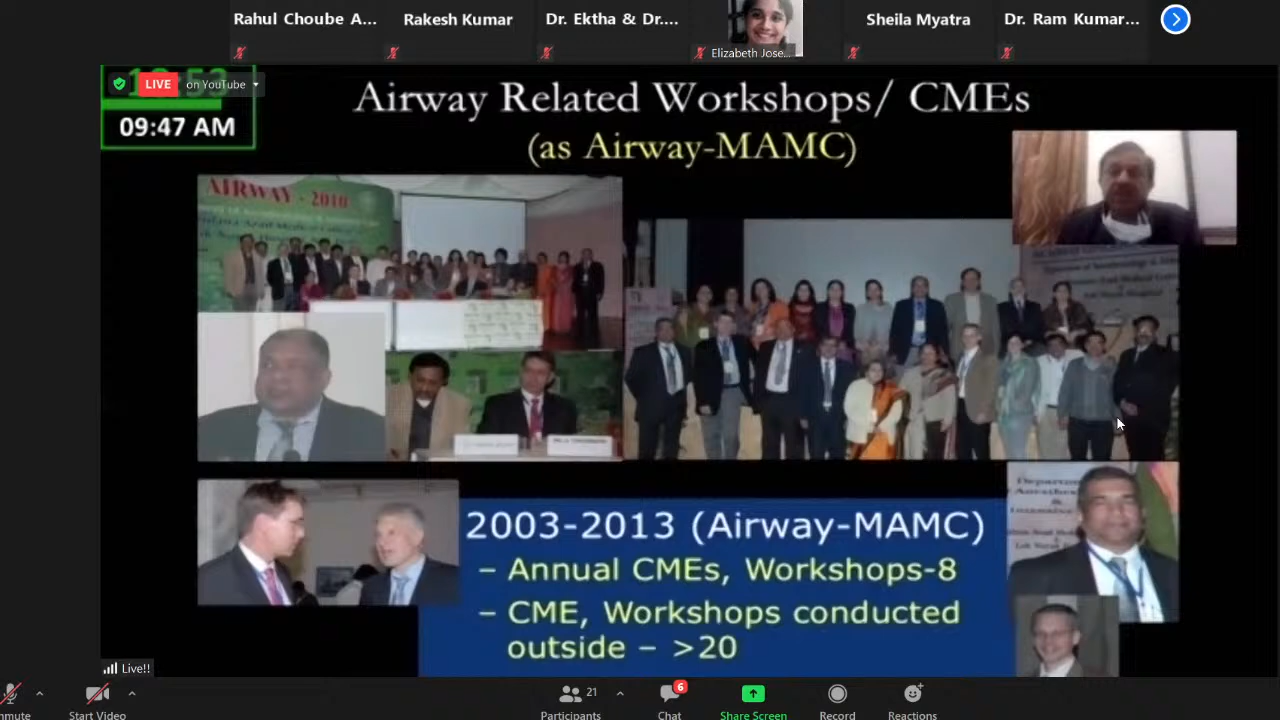 Rahul Choube A...
Rakesh Kumar
Dr. Ektha & Dr....
Elizabeth Jose...
Sheila Myatra
Dr. Ram Kumar...
LIVE on YouTube
09:47 AM
Airway Related Workshops/ CMEs
(as Airway-MAMC)
AIRWAY - 2010
2003-2013 (Airway-MAMC)
– Annual CMEs, Workshops-8
– CME, Workshops conducted
outside – >20
Live!!
Start Video
21
Participants
6
Chat
Share Screen
Record
Reactions